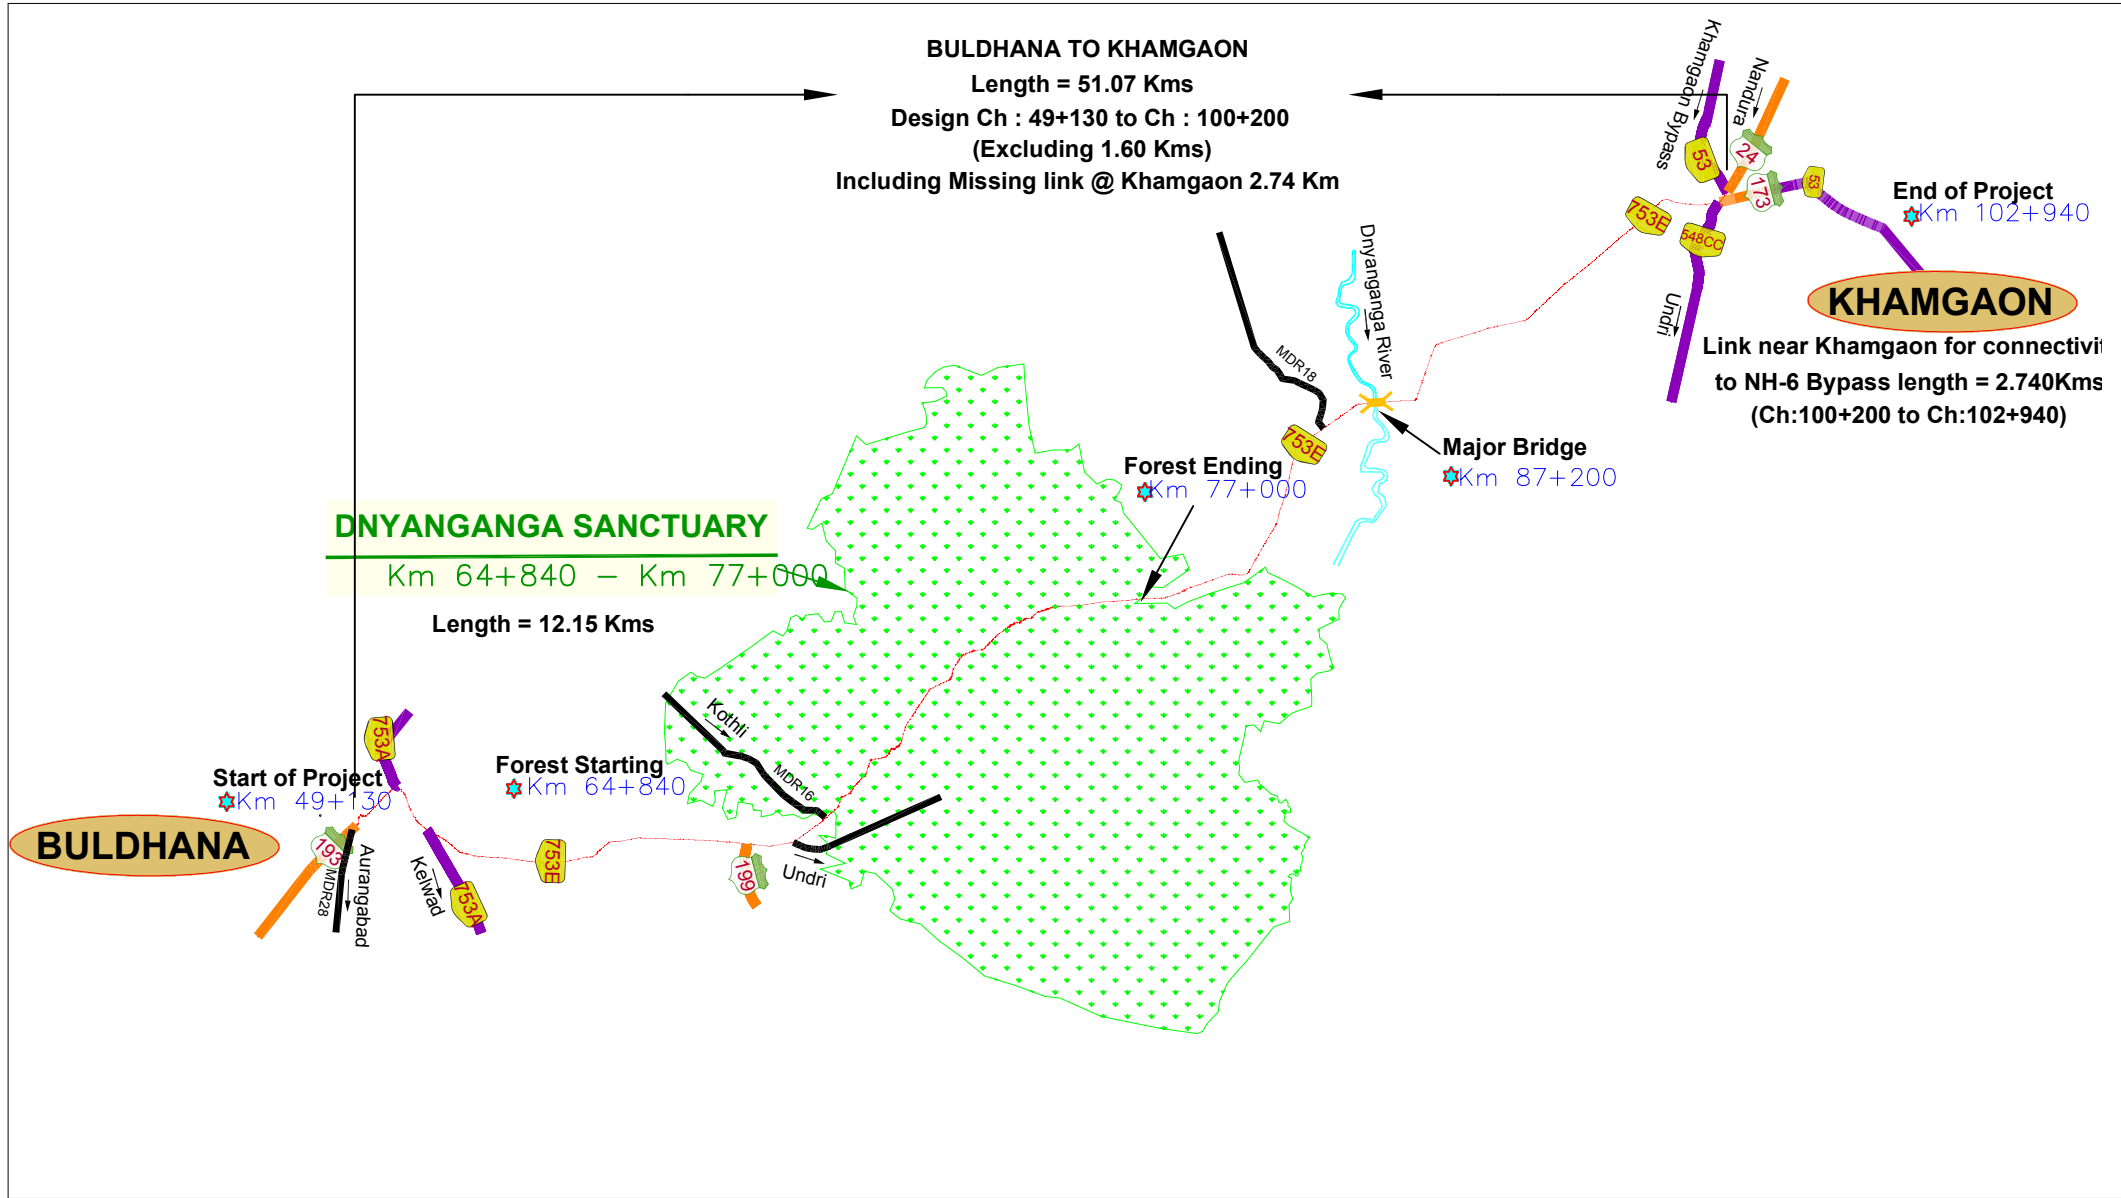 BULDHANA TO KHAMGAON
Length = 51.07 Kms
Design Ch : 49+130 to Ch : 100+200
(Excluding 1.60 Kms)
Including Missing link @ Khamgaon 2.74 Km
Khamgaon Bypass
Nandura
53
24
173
53
753E
548CC
Undri
End of Project
Km 102+940
KHAMGAON
Link near Khamgaon for connectivit
to NH-6 Bypass length = 2.740Kms
(Ch:100+200 to Ch:102+940)
Dnyanganga River
MDR18
753E
Major Bridge
Km 87+200
Forest Ending
Km 77+000
DNYANGANGA SANCTUARY
Km 64+840 – Km 77+000
Length = 12.15 Kms
Kothli
MDR16
753A
Start of Project
Km 49+130
Forest Starting
Km 64+840
BULDHANA
193
MDR28
Aurangabad
Kelwad
753A
753E
199
Undri